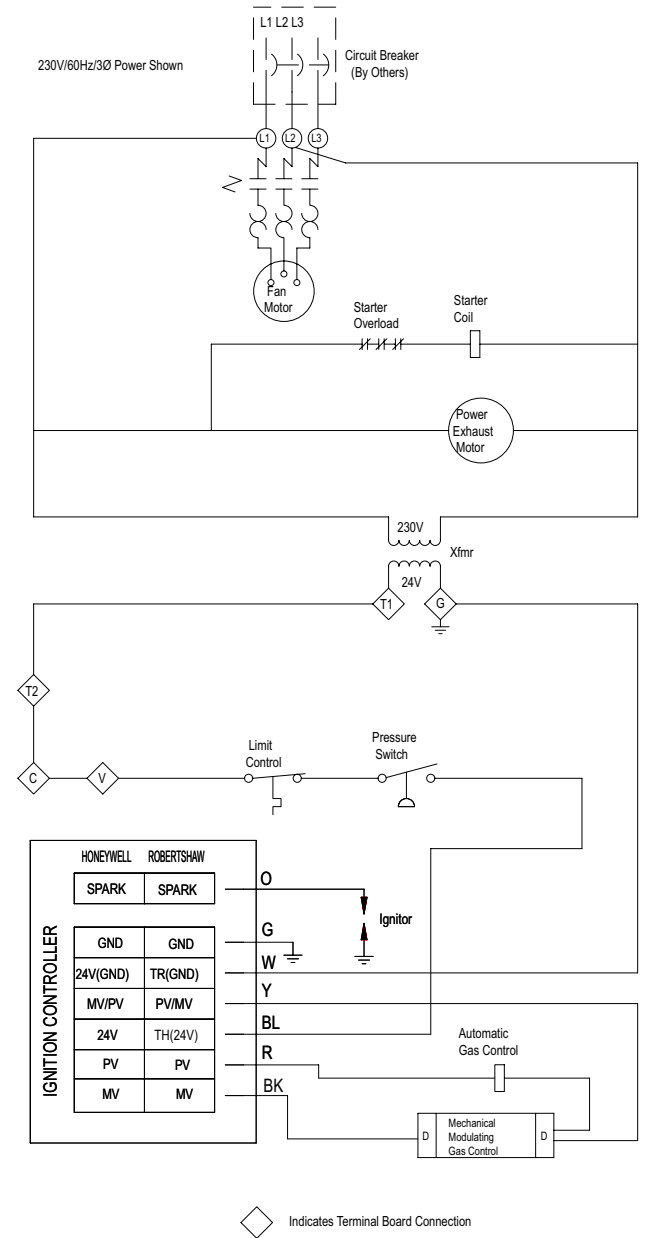 L1 L2 L3
230V/60Hz/3Ø Power Shown
Circuit Breaker
(By Others)
L1 L2 L3
Fan
Motor
Starter
Overload
Starter
Coil
Power
Exhaust
Motor
230V
Xfmr
24V
T1 G
T2
Limit
Control
Pressure
Switch
C V
HONEYWELL ROBERTSHAW
SPARK SPARK O
Ignitor
IGNITION CONTROLLER
GND GND G
24V(GND) TR(GND) W
MV/PV PV/MV Y
24V TH(24V) BL
PV PV R
MV MV BK
Automatic
Gas Control
D Mechanical D
Modulating
Gas Control
Indicates Terminal Board Connection